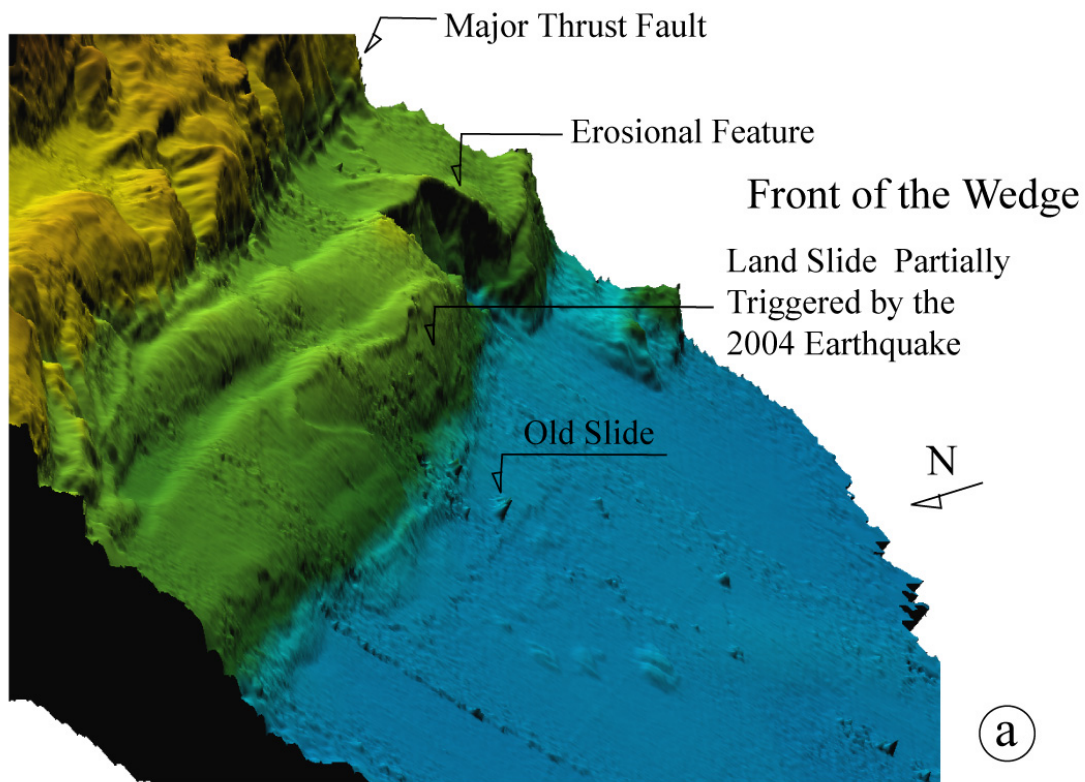 Major Thrust Fault
Erosional Feature
Front of the Wedge
Land Slide Partially
Triggered by the
2004 Earthquake
Old Slide
N
a